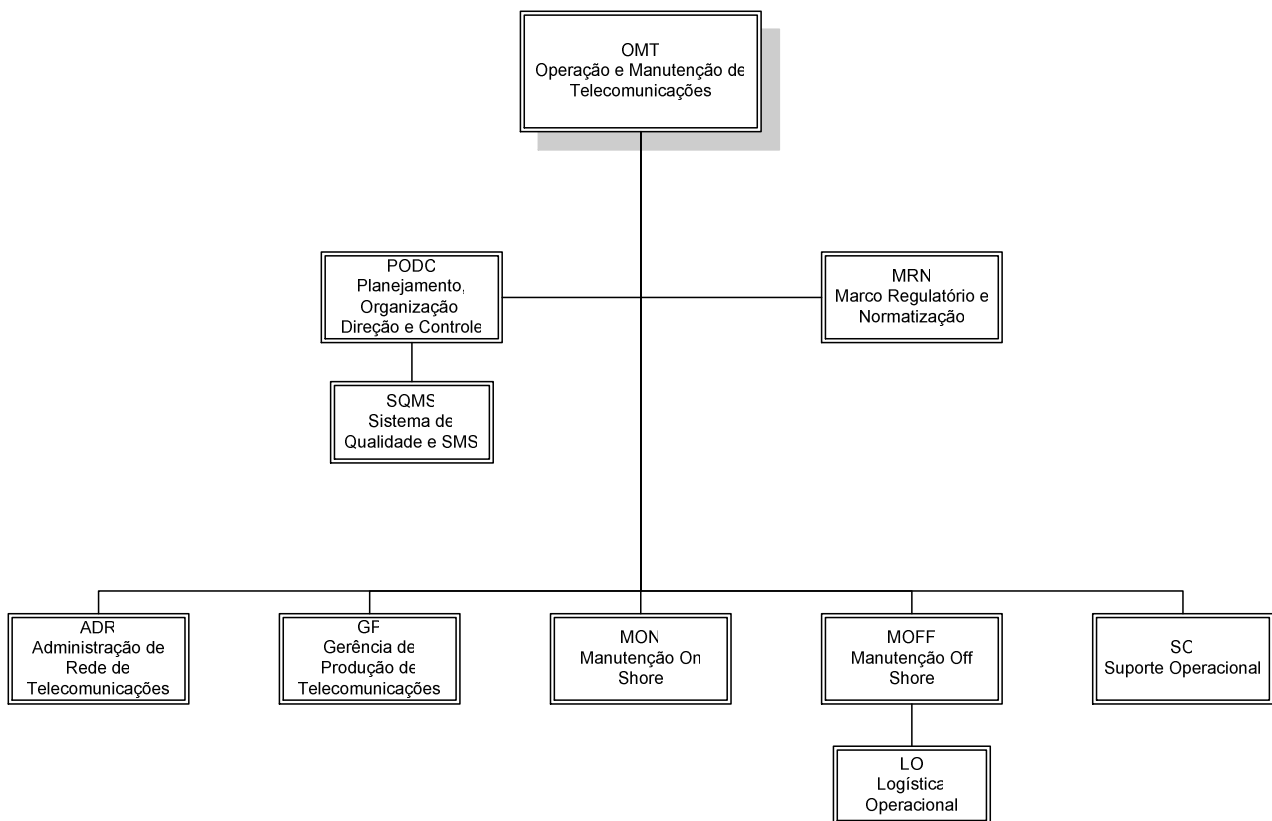 OMT
Operação e Manutenção de
Telecomunicações
PODC
Planejamento,
Organização
Direção e Controle
MRN
Marco Regulatório e
Normatização
SQMS
Sistema de
Qualidade e SMS
ADR
Administração de
Rede de
Telecomunicações
GP
Gerência de
Produção de
Telecomunicações
MON
Manutenção On
Shore
MOFF
Manutenção Off
Shore
SO
Suporte Operacional
LO
Logística
Operacional